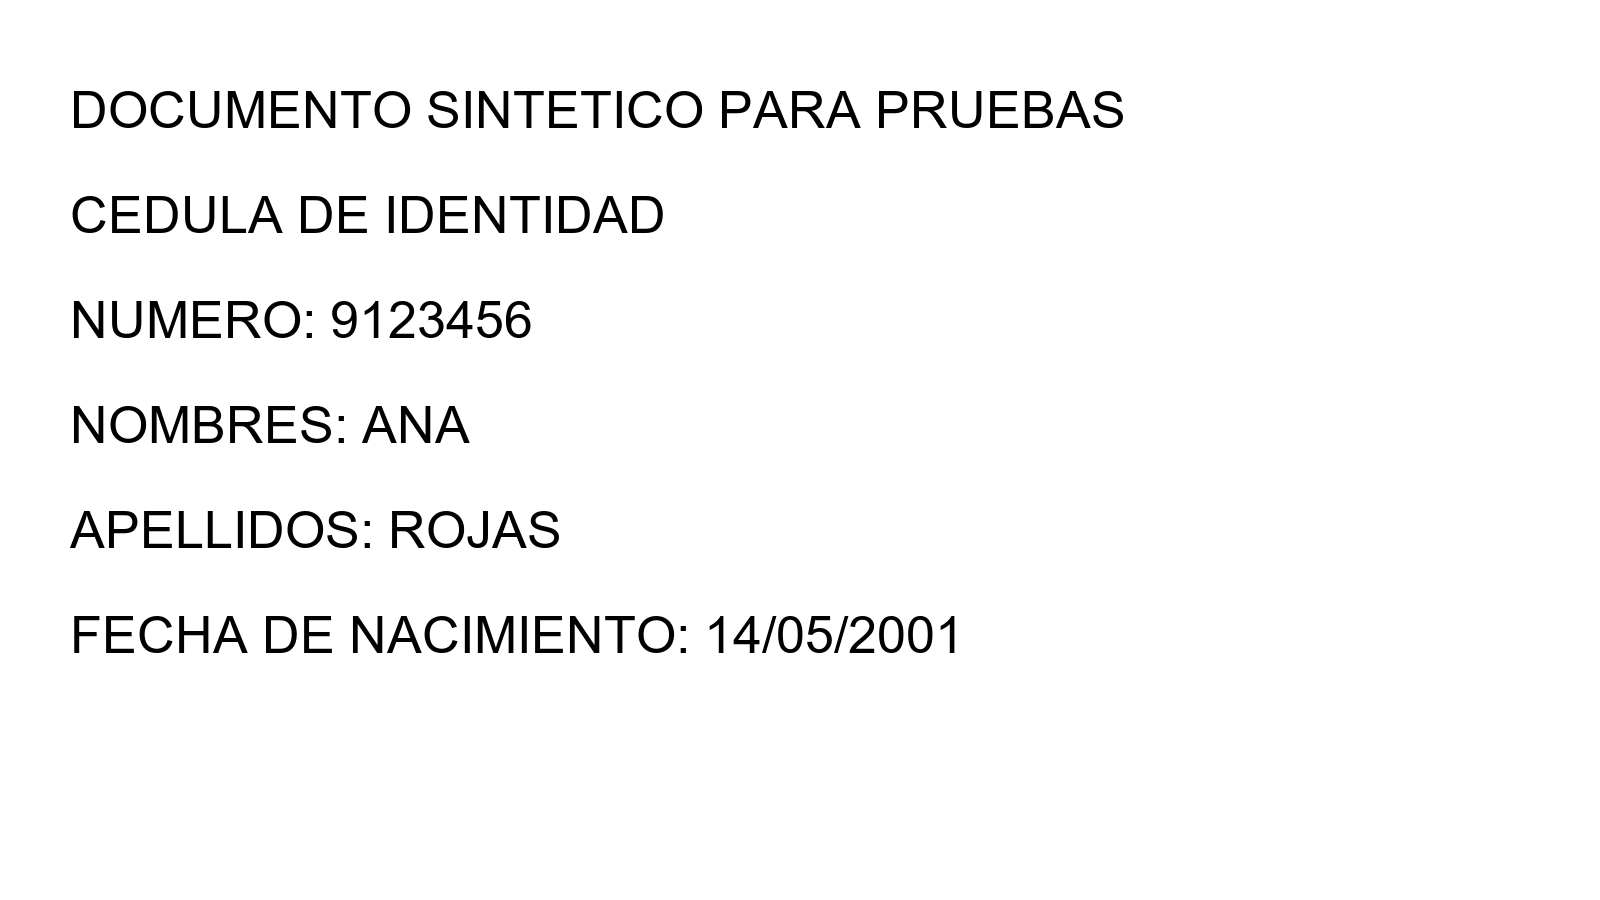 DOCUMENTO SINTETICO PARA PRUEBAS
CEDULA DE IDENTIDAD
NUMERO: 9123456
NOMBRES: ANA
APELLIDOS: ROJAS
FECHA DE NACIMIENTO: 14/05/2001